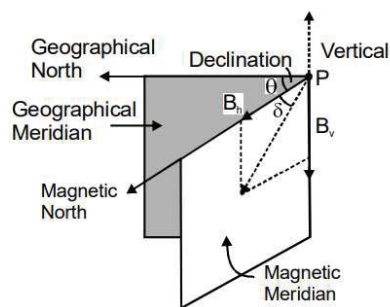 Geographical
North
Declination
Vertical
θ
P
Geographical
Meridian
B_h
δ
B_v
Magnetic
North
Magnetic
Meridian